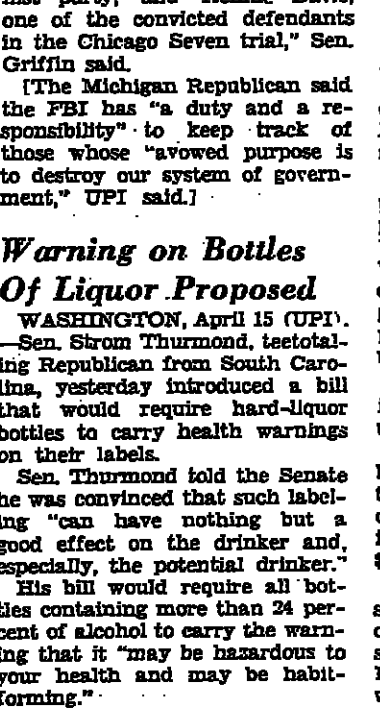 one of the convicted defendants
in the Chicago Seven trial," Sen.
Griffin said.
[The Michigan Republican said
the FBI has "a duty and a re-
sponsibility" to keep track of
those whose "avowed purpose is
to destroy our system of govern-
ment," UPI said.]
Warning on Bottles
Of Liquor Proposed
WASHINGTON, April 15 (UPI).
—Sen. Strom Thurmond, teetotal-
ing Republican from South Caro-
lina, yesterday introduced a bill
that would require hard-liquor
bottles to carry health warnings
on their labels.
Sen. Thurmond told the Senate
he was convinced that such label-
ing "can have nothing but a
good effect on the drinker and,
especially, the potential drinker."
His bill would require all bot-
tles containing more than 24 per-
cent of alcohol to carry the warn-
ing that it "may be hazardous to
your health and may be habit-
forming."